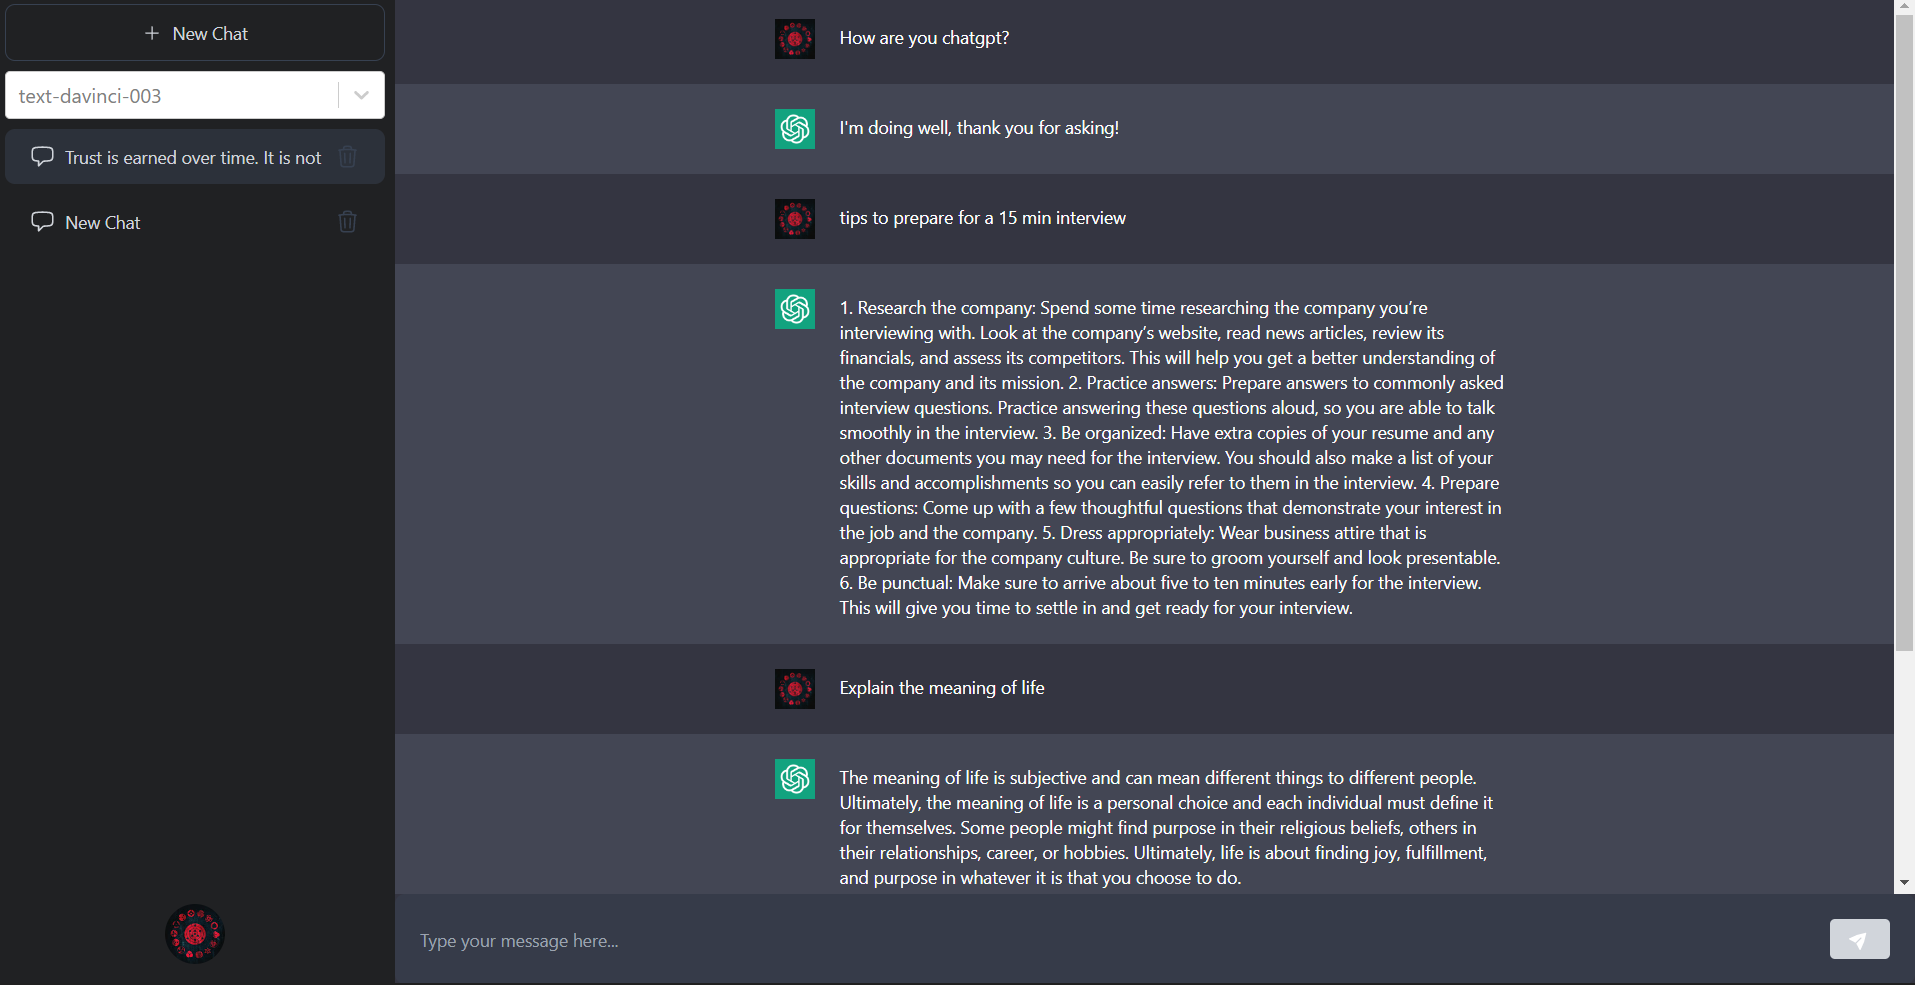 New Chat
text-davinci-003
Trust is earned over time. It is not
New Chat
How are you chatgpt?
I'm doing well, thank you for asking!
tips to prepare for a 15 min interview
1. Research the company: Spend some time researching the company you’re
interviewing with. Look at the company’s website, read news articles, review its
financials, and assess its competitors. This will help you get a better understanding of
the company and its mission. 2. Practice answers: Prepare answers to commonly asked
interview questions. Practice answering these questions aloud, so you are able to talk
smoothly in the interview. 3. Be organized: Have extra copies of your resume and any
other documents you may need for the interview. You should also make a list of your
skills and accomplishments so you can easily refer to them in the interview. 4. Prepare
questions: Come up with a few thoughtful questions that demonstrate your interest in
the job and the company. 5. Dress appropriately: Wear business attire that is
appropriate for the company culture. Be sure to groom yourself and look presentable.
6. Be punctual: Make sure to arrive about five to ten minutes early for the interview.
This will give you time to settle in and get ready for your interview.
Explain the meaning of life
The meaning of life is subjective and can mean different things to different people.
Ultimately, the meaning of life is a personal choice and each individual must define it
for themselves. Some people might find purpose in their religious beliefs, others in
their relationships, career, or hobbies. Ultimately, life is about finding joy, fulfillment,
and purpose in whatever it is that you choose to do.
Type your message here...